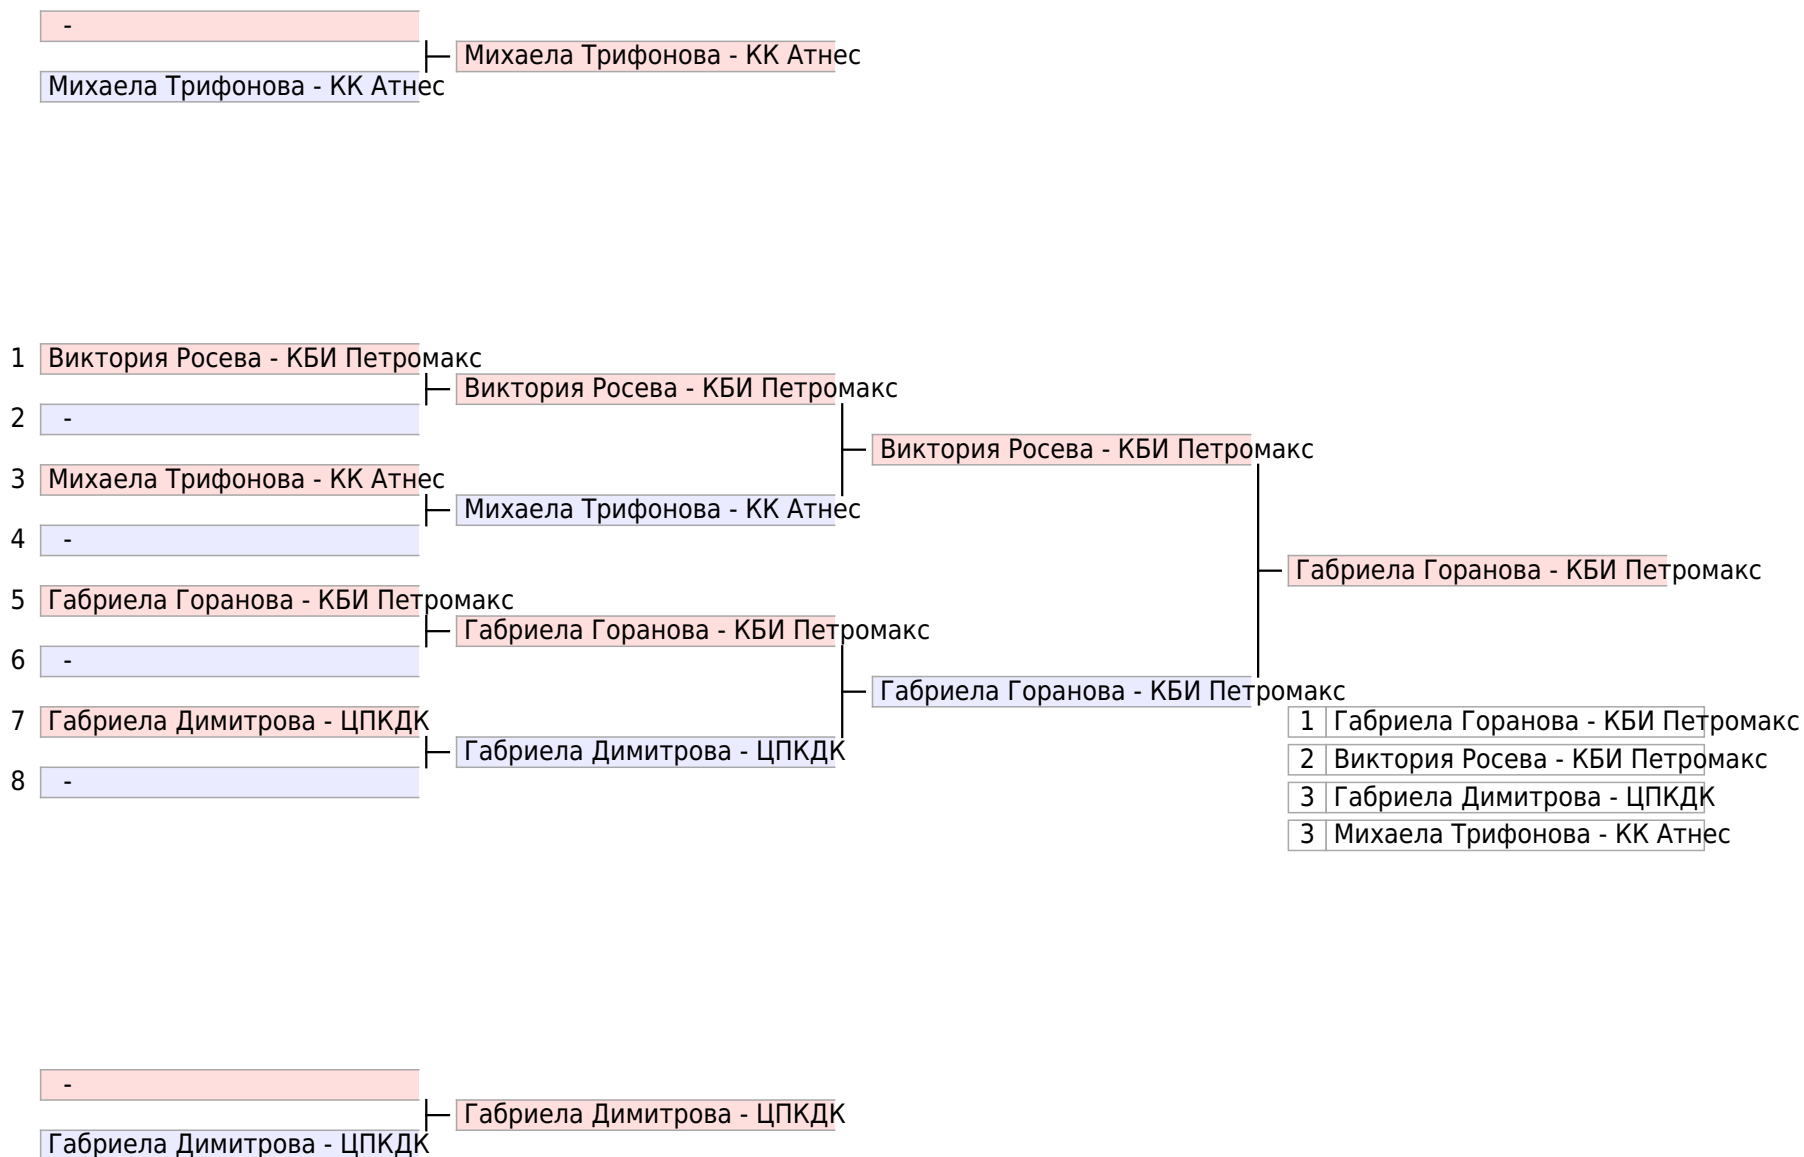 -
Михаела Трифонова - КК Атнес
Михаела Трифонова - КК Атнес
1 Виктория Росева - КБИ Петромакс
Виктория Росева - КБИ Петромакс
2 -
Виктория Росева - КБИ Петромакс
3 Михаела Трифонова - КК Атнес
Михаела Трифонова - КК Атнес
4 -
Габриела Горанова - КБИ Петромакс
5 Габриела Горанова - КБИ Петромакс
Габриела Горанова - КБИ Петромакс
6 -
Габриела Горанова - КБИ Петромакс
7 Габриела Димитрова - ЦПКДК
Габриела Димитрова - ЦПКДК
8 -
1 Габриела Горанова - КБИ Петромакс
2 Виктория Росева - КБИ Петромакс
3 Габриела Димитрова - ЦПКДК
3 Михаела Трифонова - КК Атнес
-
Габриела Димитрова - ЦПКДК
Габриела Димитрова - ЦПКДК